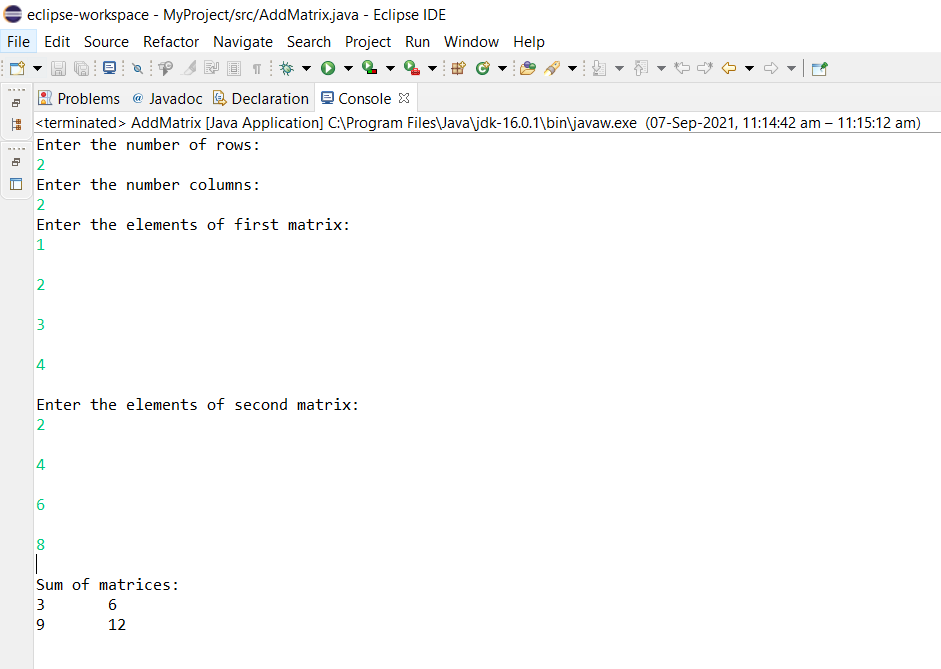 eclipse-workspace - MyProject/src/AddMatrix.java - Eclipse IDE
File Edit Source Refactor Navigate Search Project Run Window Help
Problems @ Javadoc Declaration Console
<terminated> AddMatrix [Java Application] C:\Program Files\Java\jdk-16.0.1\bin\javaw.exe (07-Sep-2021, 11:14:42 am – 11:15:12 am)
Enter the number of rows:
2
Enter the number columns:
2
Enter the elements of first matrix:
1
2
3
4
Enter the elements of second matrix:
2
4
6
8
Sum of matrices:
3 6
9 12